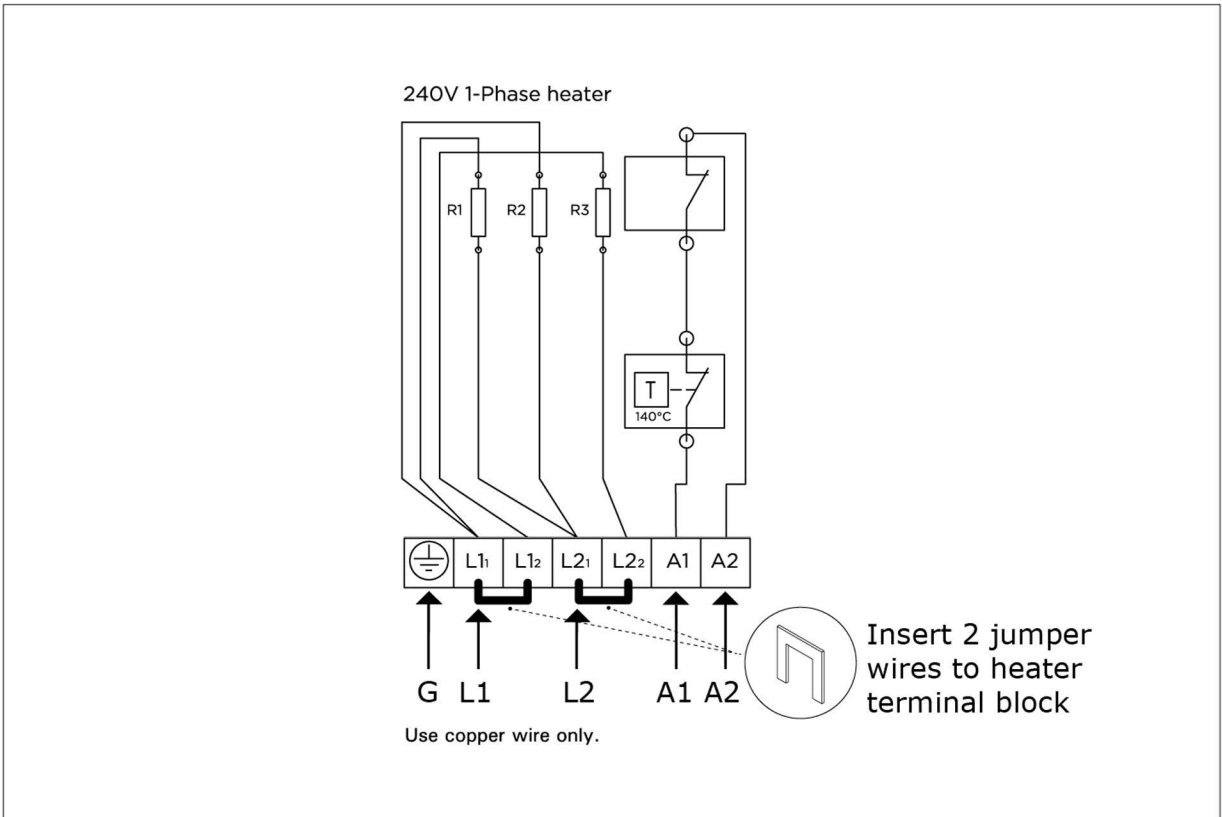 240V 1-Phase heater
R1 R2 R3
T
140°C
L1₁ L1₂ L2₁ L2₂ A1 A2
G L1 L2 A1 A2
Insert 2 jumper
wires to heater
terminal block
Use copper wire only.